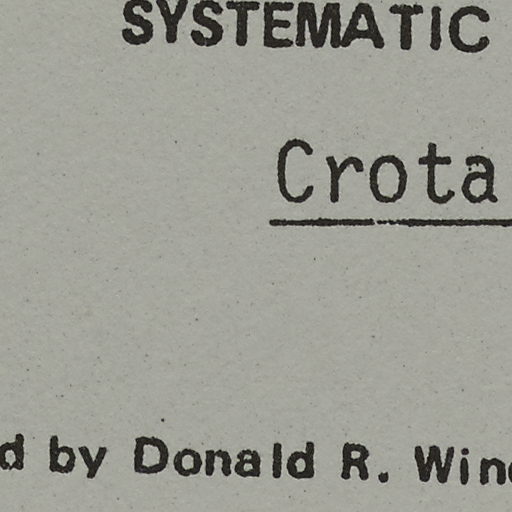 SYSTEMATIC
Crota
d by Donald R. Win